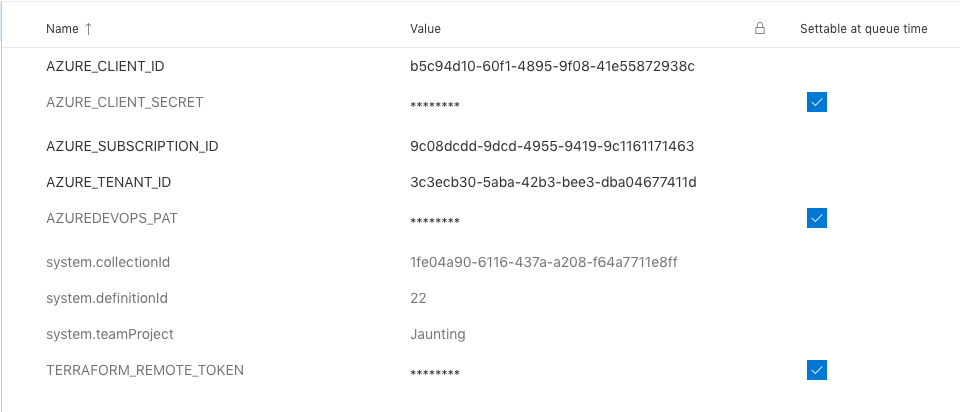 Name ↑ Value Settable at queue time
AZURE_CLIENT_ID b5c94d10-60f1-4895-9f08-41e55872938c
AZURE_CLIENT_SECRET ********
AZURE_SUBSCRIPTION_ID 9c08dcdd-9dcd-4955-9419-9c1161171463
AZURE_TENANT_ID 3c3ecb30-5aba-42b3-bee3-dba04677411d
AZUREDEVOPS_PAT ********
system.collectionId 1fe04a90-6116-437a-a208-f64a7711e8ff
system.definitionId 22
system.teamProject Jaunting
TERRAFORM_REMOTE_TOKEN ********